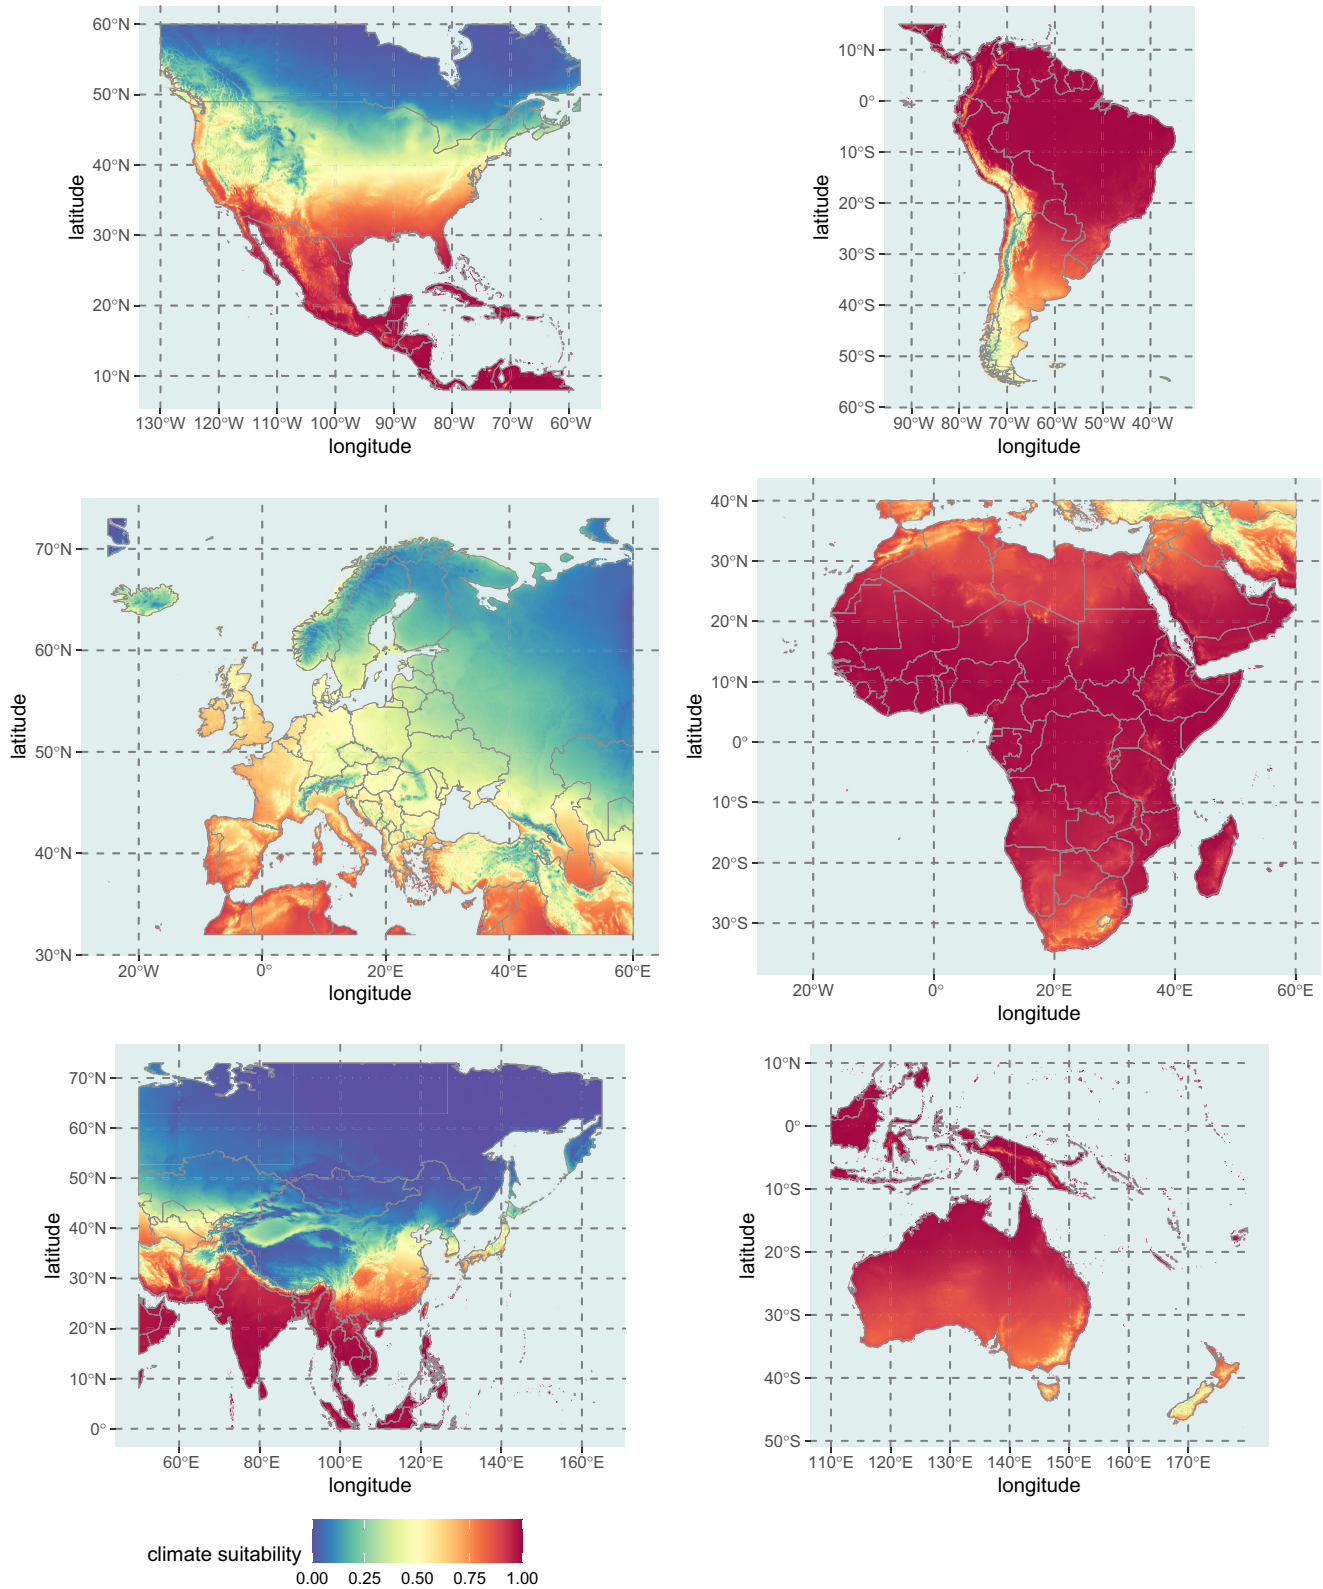 60°N
50°N
40°N
30°N
20°N
10°N
latitude
130°W 120°W 110°W 100°W 90°W 80°W 70°W 60°W
longitude
10°N
0°
10°S
20°S
30°S
40°S
50°S
60°S
latitude
90°W 80°W 70°W 60°W 50°W 40°W
longitude
70°N
60°N
50°N
40°N
30°N
latitude
20°W 0° 20°E 40°E 60°E
longitude
40°N
30°N
20°N
10°N
0°
10°S
20°S
30°S
latitude
20°W 0° 20°E 40°E 60°E
longitude
70°N
60°N
50°N
40°N
30°N
20°N
10°N
0°
latitude
60°E 80°E 100°E 120°E 140°E 160°E
longitude
10°N
0°
10°S
20°S
30°S
40°S
50°S
latitude
110°E 120°E 130°E 140°E 150°E 160°E 170°E
longitude
climate suitability
0.00 0.25 0.50 0.75 1.00